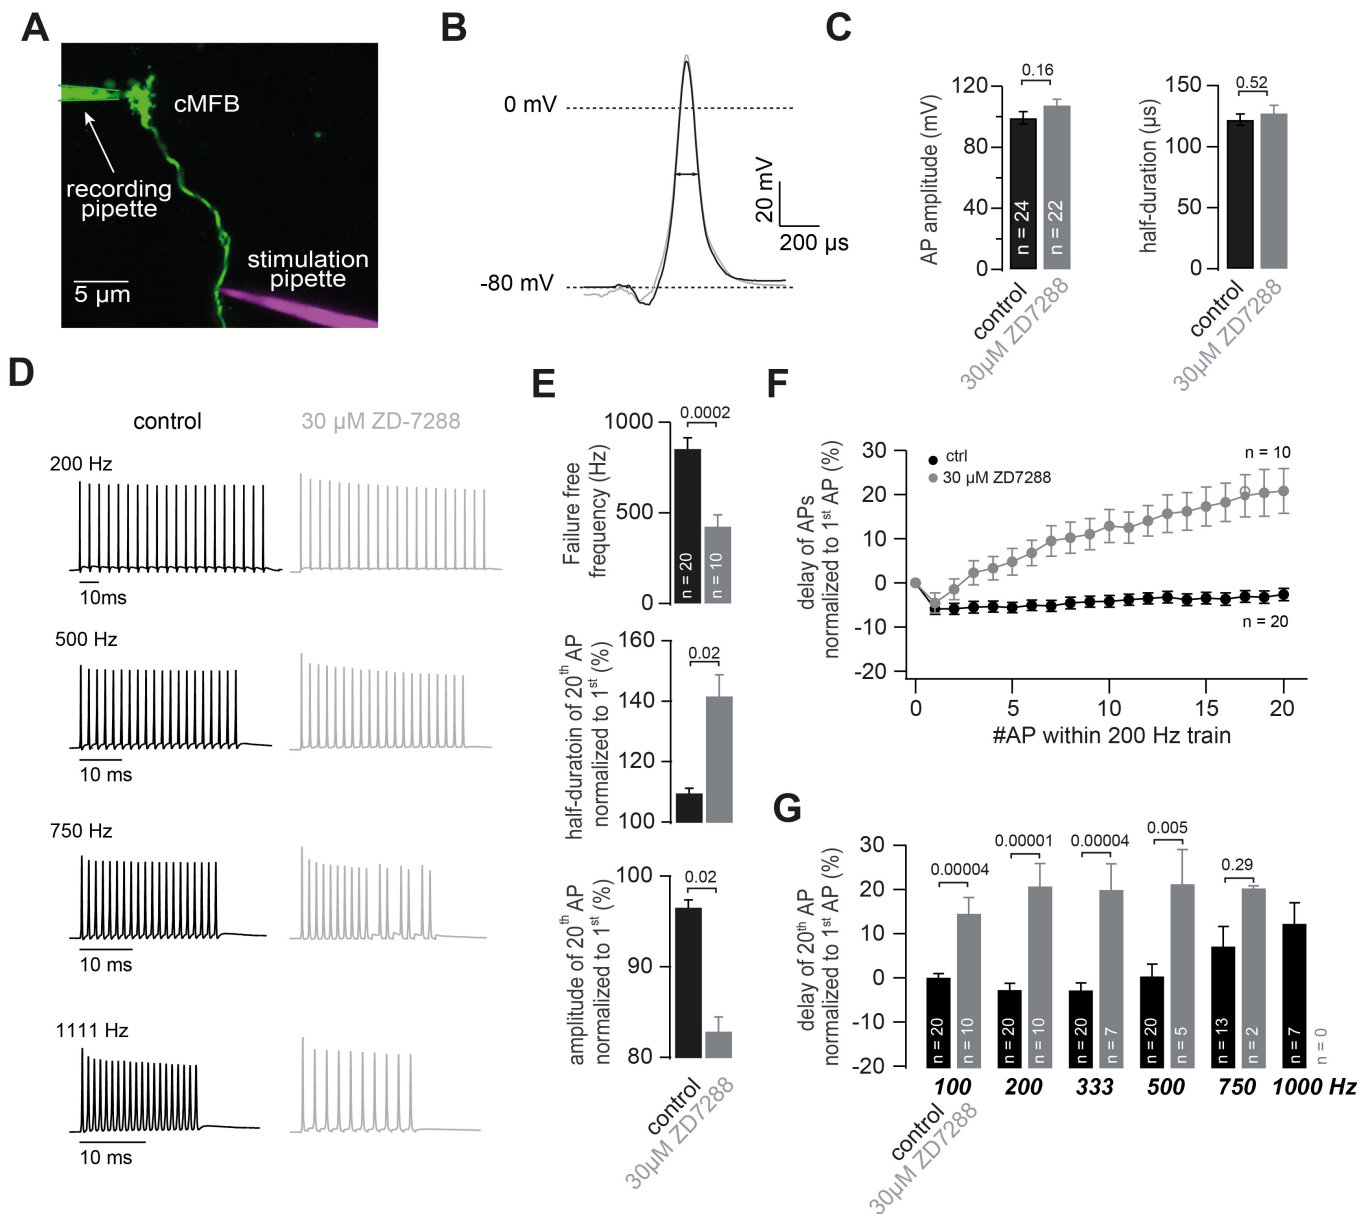 A
cMFB
recording
pipette
stimulation
pipette
5 µm
B
0 mV
-80 mV
20 mV
200 µs
C
AP amplitude (mV)
120
80
40
0
0.16
n = 24
n = 22
control
30µM ZD7288
half-duration (µs)
150
100
50
0
0.52
control
30µM ZD7288
D
control
30 µM ZD-7288
200 Hz
10ms
500 Hz
10 ms
750 Hz
10 ms
1111 Hz
10 ms
E
Failure free
frequency (Hz)
1000
500
0
0.0002
n = 20
n = 10
half-duratoin of 20th AP
normalized to 1st (%)
160
140
120
100
0.02
amplitude of 20th AP
normalized to 1st (%)
100
90
80
0.02
control
30µM ZD7288
F
delay of APs
normalized to 1st AP (%)
30
20
10
0
-10
-20
ctrl
30 µM ZD7288
n = 10
n = 20
0 5 10 15 20
#AP within 200 Hz train
G
delay of 20th AP
normalized to 1st AP (%)
30
20
10
0
-10
-20
0.00004
0.00001
0.00004
0.005
0.29
n = 20
n = 10
n = 20
n = 10
n = 20
n = 7
n = 20
n = 5
n = 13
n = 2
n = 7
n = 0
100 200 333 500 750 1000 Hz
control
30µM ZD7288